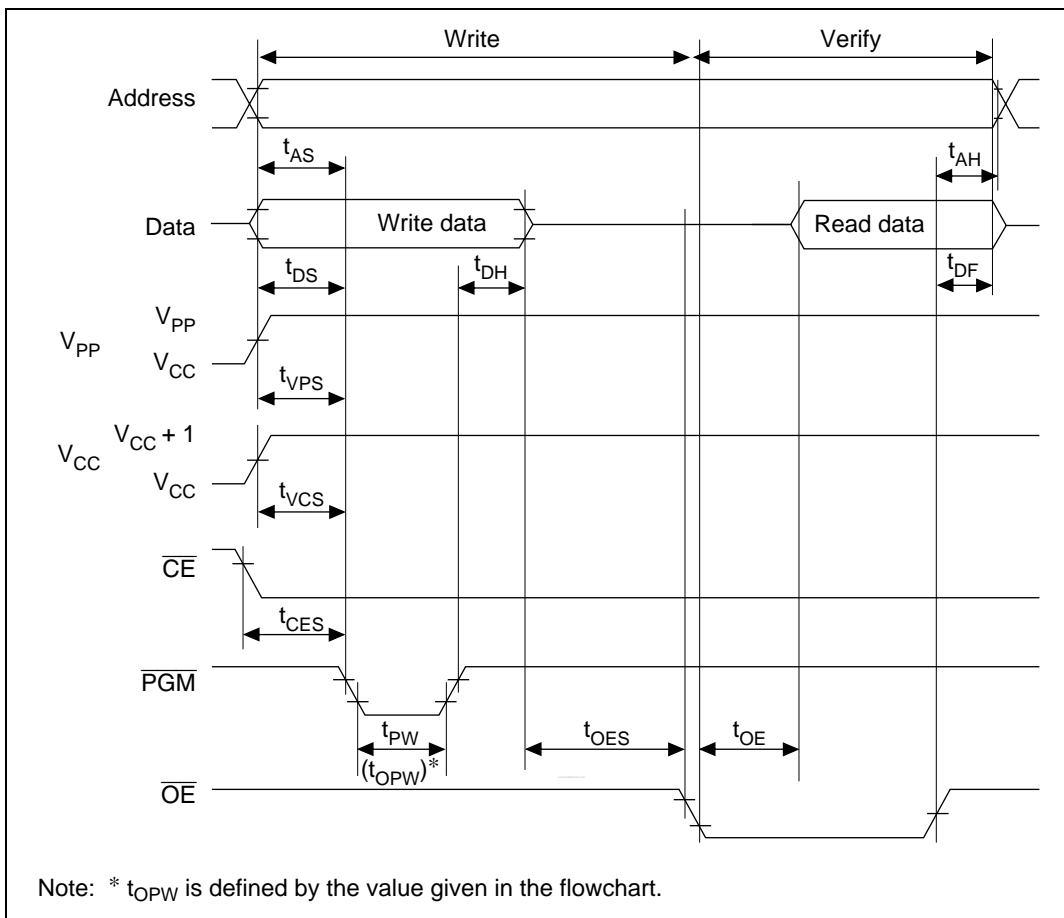 Write Verify
Address
tAS tAH
Data Write data Read data
tDS tDH tDF
VPP
VPP
VCC
tVPS
VCC + 1
VCC
VCC
tVCS
CE
tCES
PGM
tPW tOES tOE
(tOPW)*
OE
Note: * tOPW is defined by the value given in the flowchart.